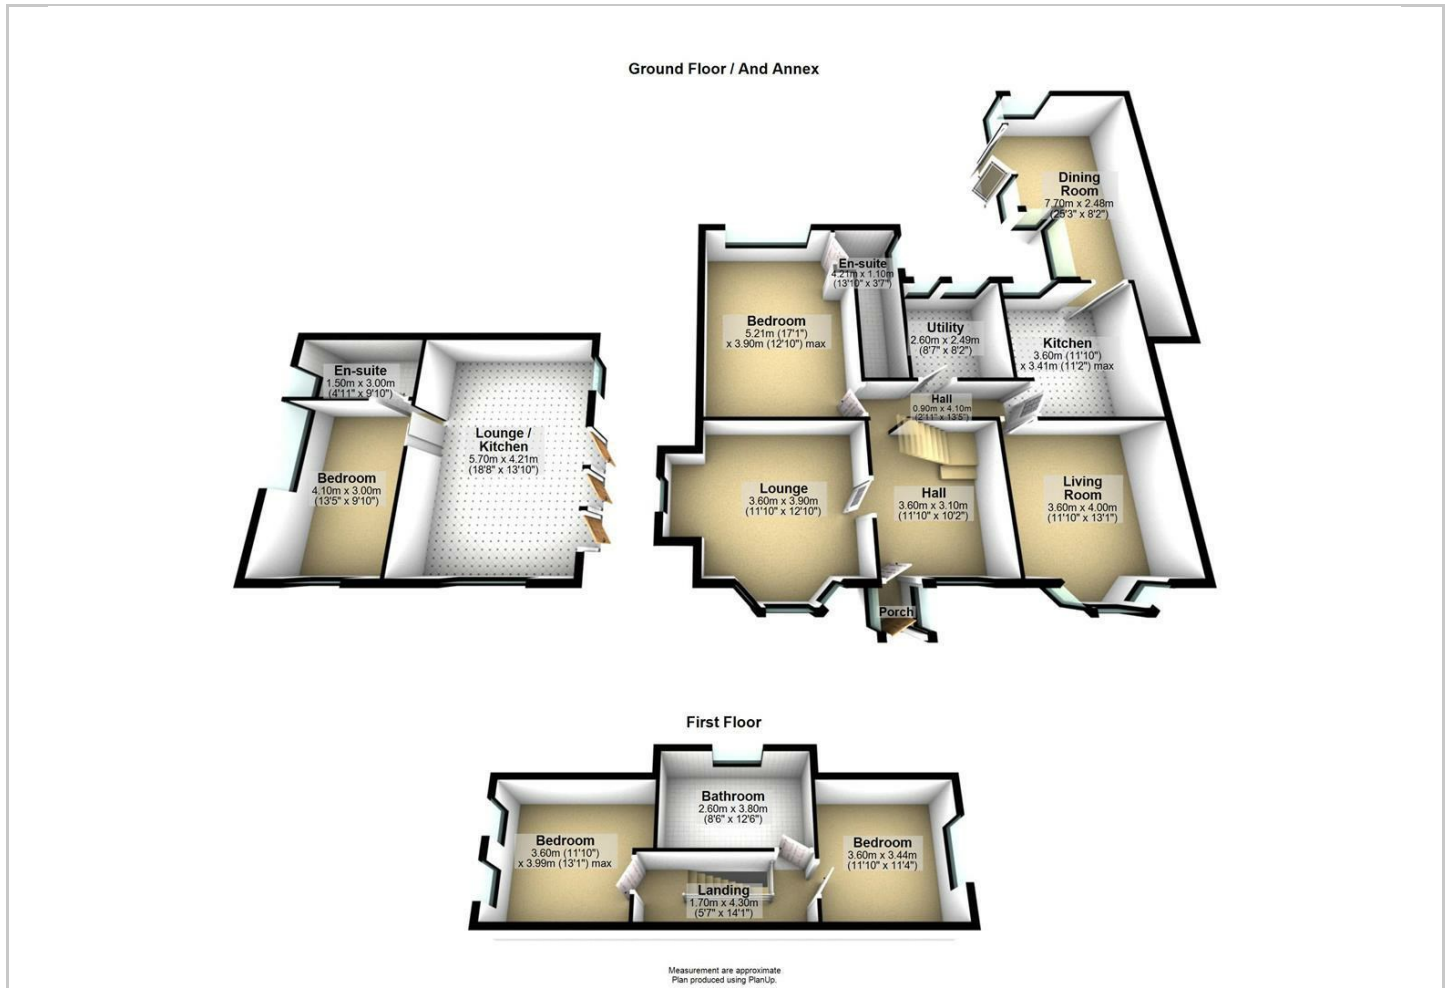 Ground Floor / And Annex
Dining
Room
7.70m x 2.48m
(25'3" x 8'2")
En-suite
4.21m x 1.10m
(13'10" x 3'7")
Bedroom
5.21m (17'1")
x 3.90m (12'10") max
Utility
2.60m x 2.49m
(8'7" x 8'2")
Kitchen
3.60m (11'10")
x 3.41m (11'2") max
En-suite
1.50m x 3.00m
(4'11" x 9'10")
Hall
0.90m x 4.10m
(2'11" x 13'5")
Lounge /
Kitchen
5.70m x 4.21m
(18'8" x 13'10")
Bedroom
4.10m x 3.00m
(13'5" x 9'10")
Lounge
3.60m x 3.90m
(11'10" x 12'10")
Hall
3.60m x 3.10m
(11'10" x 10'2")
Living
Room
3.60m x 4.00m
(11'10" x 13'1")
Porch
First Floor
Bathroom
2.60m x 3.80m
(8'6" x 12'6")
Bedroom
3.60m (11'10")
x 3.99m (13'1") max
Bedroom
3.60m x 3.44m
(11'10" x 11'4")
Landing
1.70m x 4.30m
(5'7" x 14'1")
Measurement are approximate
Plan produced using PlanUp.